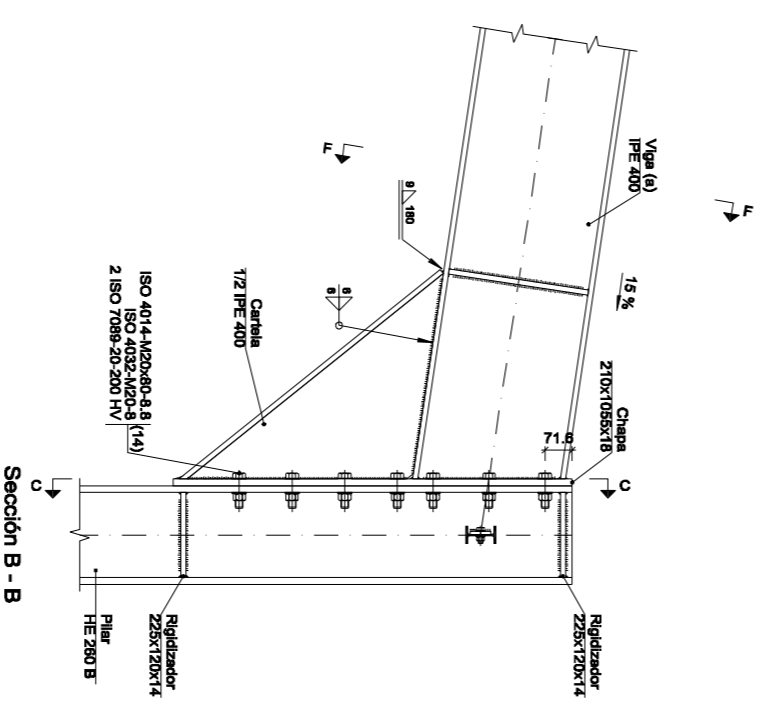 Viga (a)
IPE 400
F
F
15 %
9
180
Chapa
210x1055x18
71.6
6
6
Cartela
1/2 IPE 400
ISO 4014-M20x80-8.8
ISO 4032-M20-8
2 ISO 7089-20-200 HV
(14)
C
C
Rigidizador
225x120x14
Rigidizador
225x120x14
Pilar
HE 260 B
Sección B - B